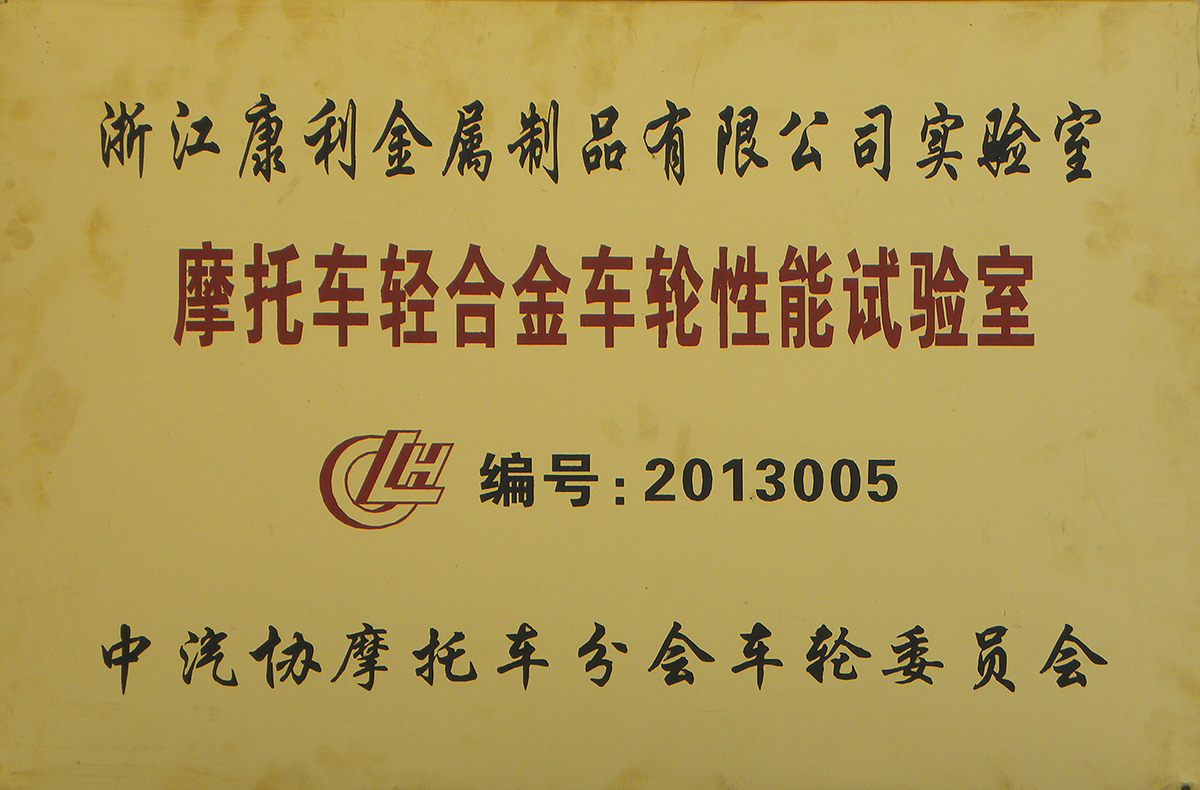 浙江康利金属制品有限公司实验室
摩托车轻合金车轮性能试验室
CLH 编号:2013005
中汽协摩托车分会车轮委员会